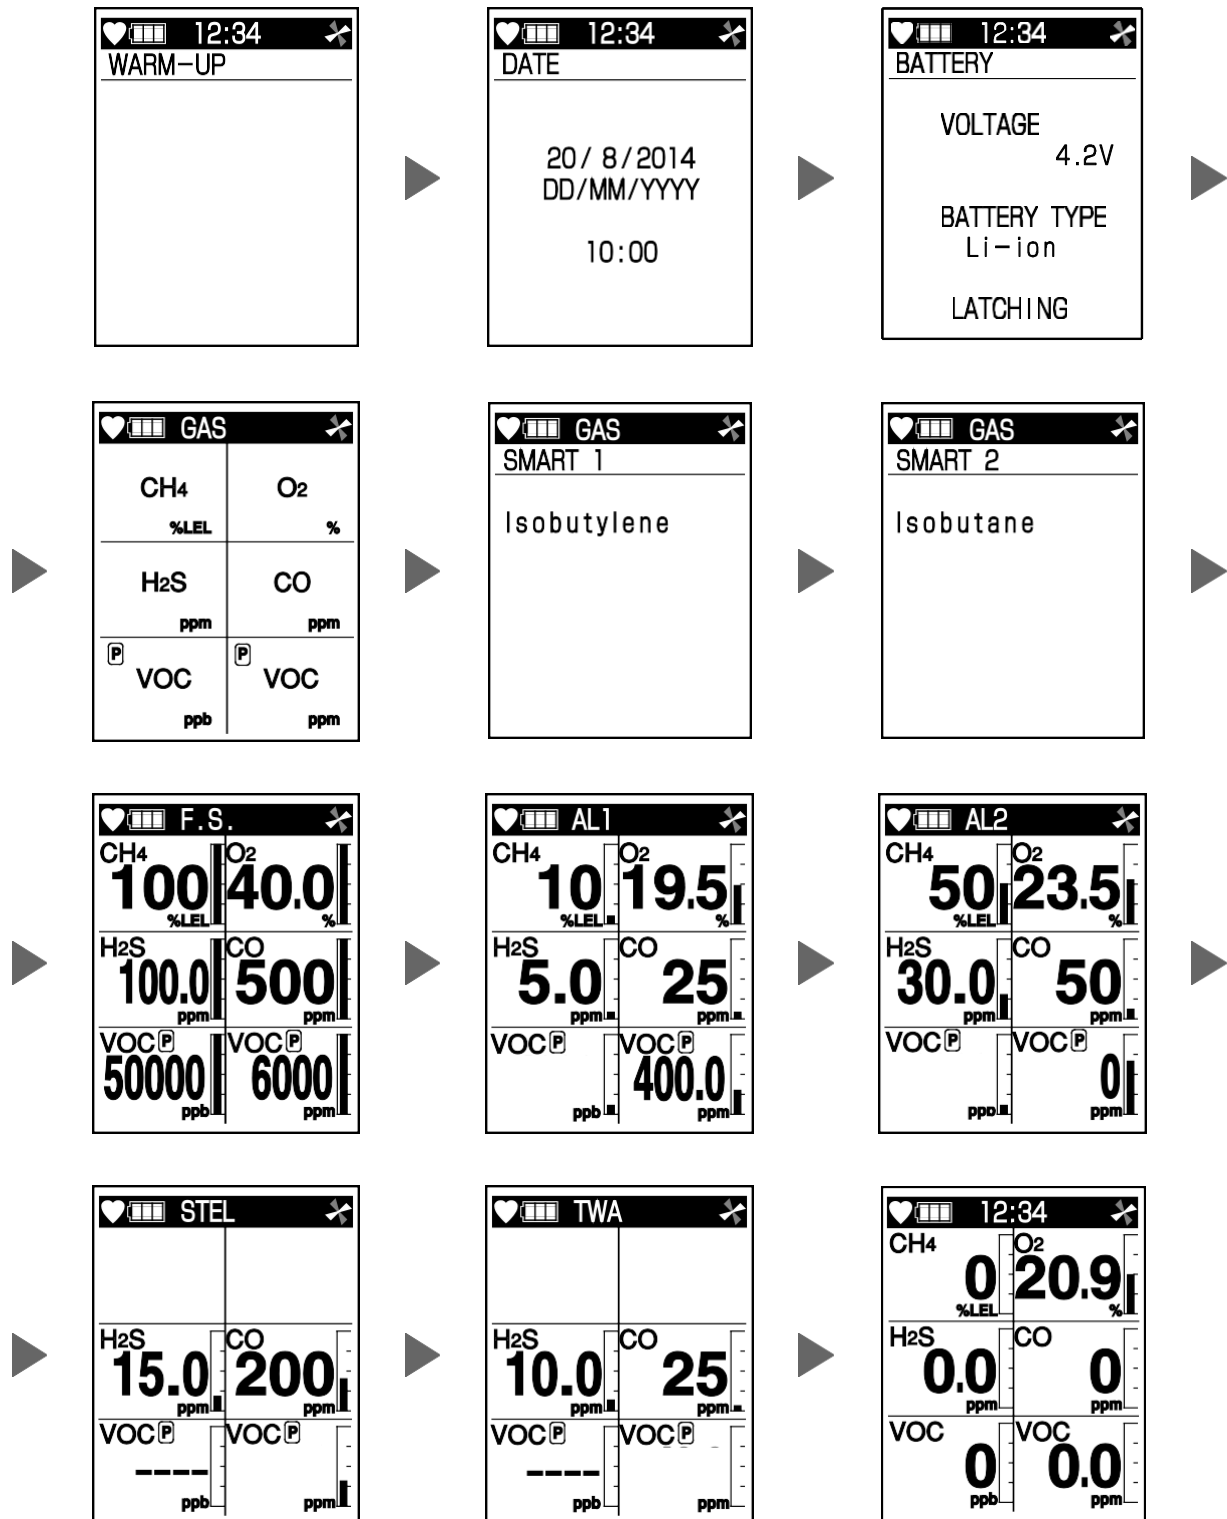 12:34
WARM-UP
12:34
DATE
20/ 8/2014
DD/MM/YYYY
10:00
12:34
BATTERY
VOLTAGE
4.2V
BATTERY TYPE
Li-ion
LATCHING
GAS
CH4 O2
%LEL %
H2S CO
ppm ppm
P P
VOC VOC
ppb ppm
GAS
SMART 1
Isobutylene
GAS
SMART 2
Isobutane
F.S.
CH4 O2
100 40.0
%LEL %
H2S CO
100.0 500
ppm ppm
VOC P VOC P
50000 6000
ppb ppm
AL1
CH4 O2
10 19.5
%LEL %
H2S CO
5.0 25
ppm ppm
VOC P VOC P
400.0
ppb ppm
AL2
CH4 O2
50 23.5
%LEL %
H2S CO
30.0 50
ppm ppm
VOC P VOC P
0
ppb ppm
STEL
H2S CO
15.0 200
ppm ppm
VOC P VOC P
----
ppb ppm
TWA
H2S CO
10.0 25
ppm ppm
VOC P VOC P
----
ppb ppm
12:34
CH4 O2
0 20.9
%LEL %
H2S CO
0.0 0
ppm ppm
VOC VOC
0 0.0
ppb ppm